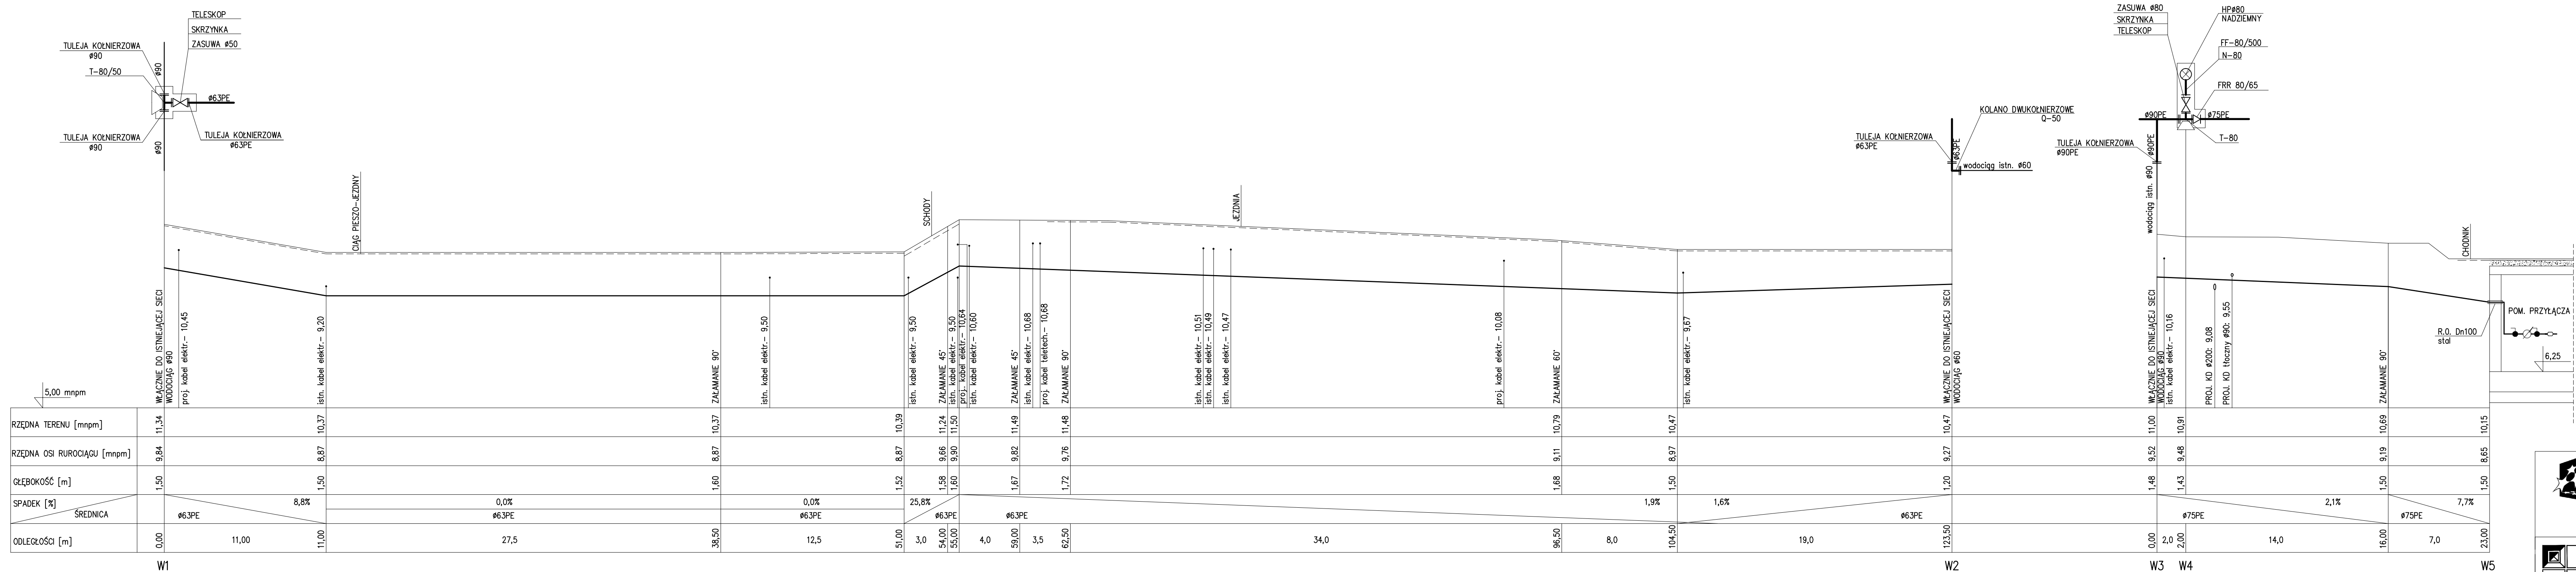 TELESKOP
SKRZYNKA
ZASUWA ø50
TULEJA KOŁNIERZOWA
ø90
T-80/50
ø90
ø63PE
TULEJA KOŁNIERZOWA
ø90
ø90
TULEJA KOŁNIERZOWA
ø63PE
CIĄG PIESZO-JEZDNY
SCHODY
JEZDNIA
TULEJA KOŁNIERZOWA
ø63PE
KOLANO DWUKOŁNIERZOWE
Q-50
ø63PE
wodociąg istn. ø60
ZASUWA ø80
SKRZYNKA
TELESKOP
HPø80
NADZIEMNY
FF-80/500
N-80
FRR 80/65
ø90PE
ø75PE
T-80
TULEJA KOŁNIERZOWA
ø90PE
ø90PE
wodociąg istn. ø90
CHODNIK
POM. PRZYŁĄCZA
R.O. Dn100
stal
6,25
5,00 mnpm
WŁĄCZNIE DO ISTNIEJĄCEJ SIECI
WODOCIĄG ø90
proj. kabel elektr.- 10,45
istn. kabel elektr.- 9,20
ZAŁAMANIE 90°
istn. kabel elektr.- 9,50
istn. kabel elektr.- 9,50
ZAŁAMANIE 45°
istn. kabel elektr.- 9,50
proj. kabel elektr.- 10,64
istn. kabel elektr.- 10,60
ZAŁAMANIE 45°
istn. kabel elektr.- 10,68
proj. kabel teletech.- 10,68
ZAŁAMANIE 90°
istn. kabel elektr.- 10,51
istn. kabel elektr.- 10,49
istn. kabel elektr.- 10,47
proj. kabel elektr.- 10,08
ZAŁAMANIE 60°
istn. kabel elektr.- 9,67
WŁĄCZNIE DO ISTNIEJĄCEJ SIECI
WODOCIĄG ø60
WŁĄCZNIE DO ISTNIEJĄCEJ SIECI
WODOCIĄG ø90
istn. kabel elektr.- 10,16
PROJ. KD ø200: 9,08
PROJ. KD tłoczny ø90: 9,55
ZAŁAMANIE 90°
RZĘDNA TERENU [mnpm] 11,34 10,37 10,37 10,39 11,24 11,50 11,49 11,48 10,79 10,47 10,47 11,00 10,91 10,69 10,15
RZĘDNA OSI RUROCIĄGU [mnpm] 9,84 8,87 8,87 8,87 9,66 9,90 9,82 9,76 9,11 8,97 9,27 9,52 9,48 9,19 8,65
GŁĘBOKOŚĆ [m] 1,50 1,50 1,60 1,52 1,58 1,60 1,67 1,72 1,68 1,50 1,20 1,48 1,43 1,50 1,50
SPADEK [%] 8,8% 0,0% 0,0% 25,8% 1,9% 1,6% 2,1% 7,7%
ŚREDNICA ø63PE ø63PE ø63PE ø63PE ø63PE ø63PE ø75PE ø75PE
ODLEGŁOŚCI [m] 0,00 11,00 11,00 27,5 38,50 12,5 51,00 3,0 54,00 55,00 4,0 59,00 3,5 62,50 34,0 96,50 8,0 104,50 19,0 123,50 0,00 2,0 2,00 14,0 16,00 7,0 23,00
W1 W2 W3 W4 W5